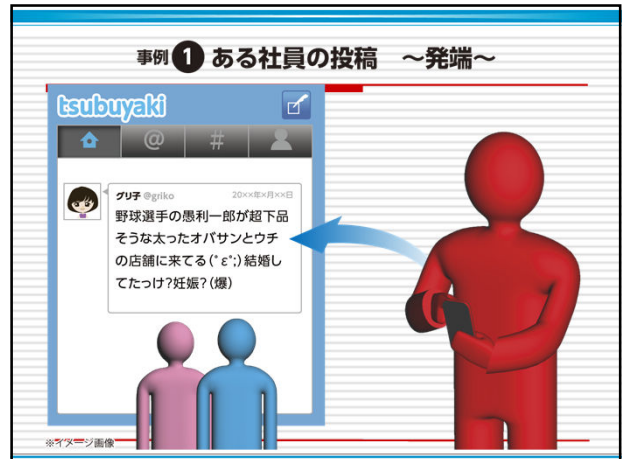 事例 1 ある社員の投稿 ～発端～
tsubuyaki
@ #
グリ子 @griko 20××年×月××日
野球選手の愚利一郎が超下品
そうな太ったオバサンとウチ
の店舗に来てる(ﾟεﾟ;)結婚し
てたっけ?妊娠?(爆)
※イメージ画像